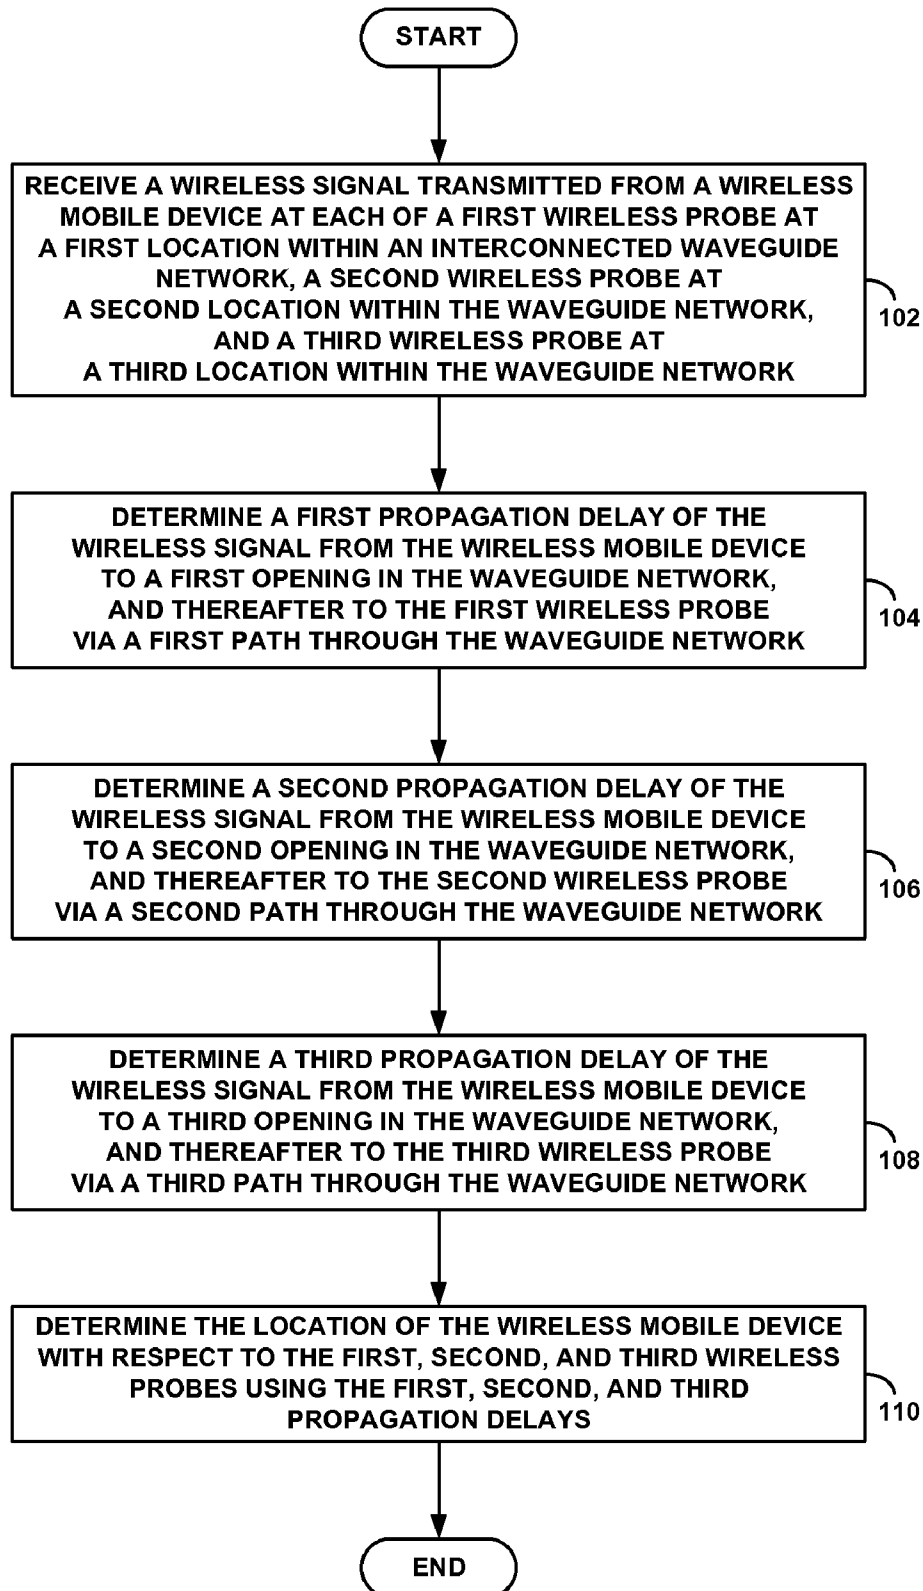 START
RECEIVE A WIRELESS SIGNAL TRANSMITTED FROM A WIRELESS
MOBILE DEVICE AT EACH OF A FIRST WIRELESS PROBE AT
A FIRST LOCATION WITHIN AN INTERCONNECTED WAVEGUIDE
NETWORK, A SECOND WIRELESS PROBE AT
A SECOND LOCATION WITHIN THE WAVEGUIDE NETWORK,
AND A THIRD WIRELESS PROBE AT
A THIRD LOCATION WITHIN THE WAVEGUIDE NETWORK
102
DETERMINE A FIRST PROPAGATION DELAY OF THE
WIRELESS SIGNAL FROM THE WIRELESS MOBILE DEVICE
TO A FIRST OPENING IN THE WAVEGUIDE NETWORK,
AND THEREAFTER TO THE FIRST WIRELESS PROBE
VIA A FIRST PATH THROUGH THE WAVEGUIDE NETWORK
104
DETERMINE A SECOND PROPAGATION DELAY OF THE
WIRELESS SIGNAL FROM THE WIRELESS MOBILE DEVICE
TO A SECOND OPENING IN THE WAVEGUIDE NETWORK,
AND THEREAFTER TO THE SECOND WIRELESS PROBE
VIA A SECOND PATH THROUGH THE WAVEGUIDE NETWORK
106
DETERMINE A THIRD PROPAGATION DELAY OF THE
WIRELESS SIGNAL FROM THE WIRELESS MOBILE DEVICE
TO A THIRD OPENING IN THE WAVEGUIDE NETWORK,
AND THEREAFTER TO THE THIRD WIRELESS PROBE
VIA A THIRD PATH THROUGH THE WAVEGUIDE NETWORK
108
DETERMINE THE LOCATION OF THE WIRELESS MOBILE DEVICE
WITH RESPECT TO THE FIRST, SECOND, AND THIRD WIRELESS
PROBES USING THE FIRST, SECOND, AND THIRD
PROPAGATION DELAYS
110
END